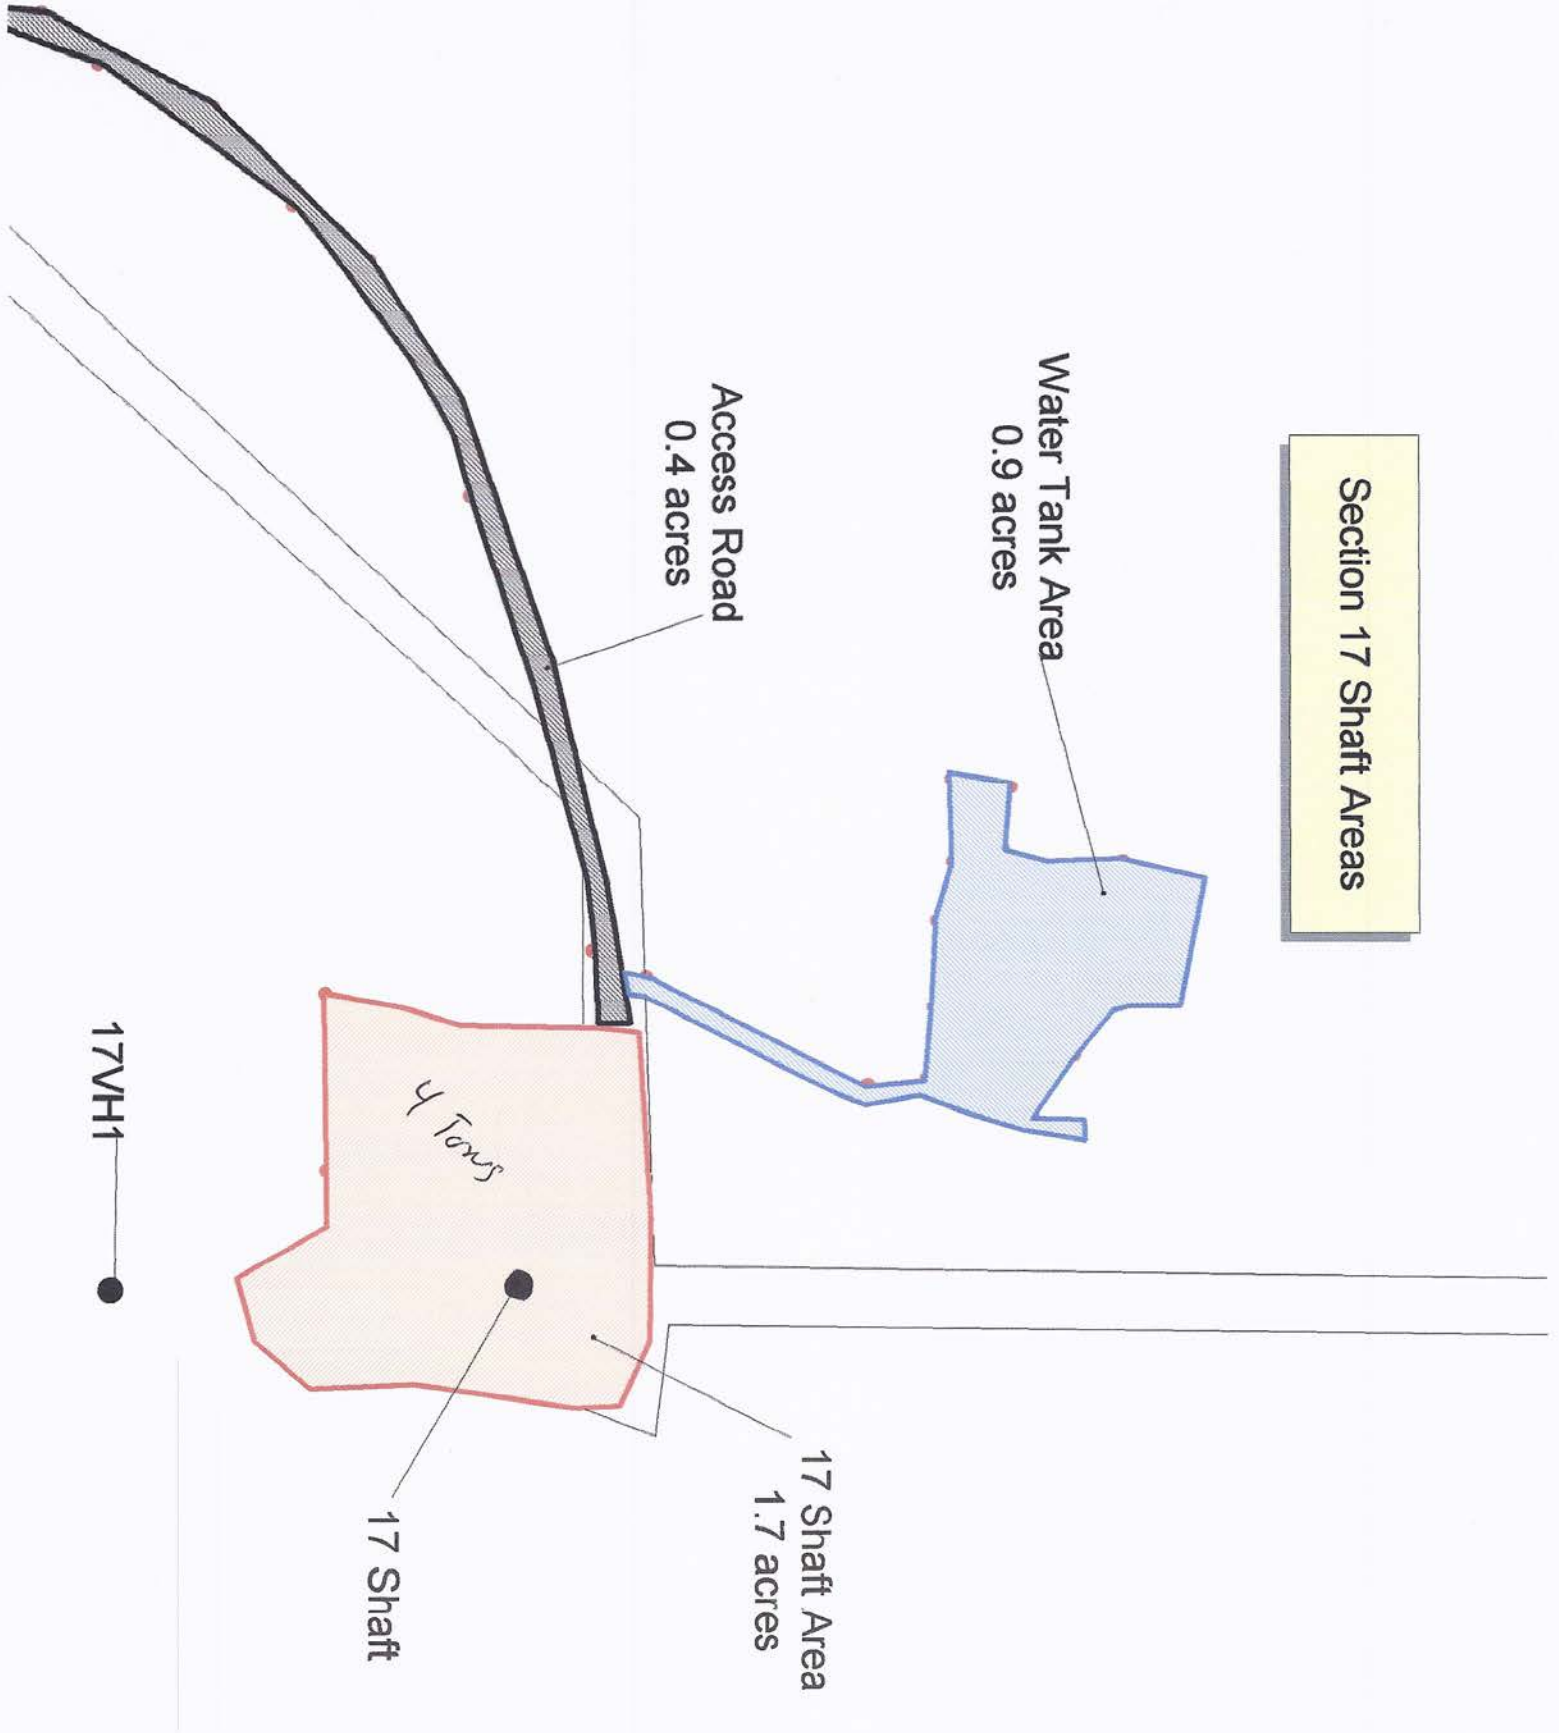 Section 17 Shaft Areas
Water Tank Area
0.9 acres
Access Road
0.4 acres
17 Shaft Area
1.7 acres
4 Tons
17 Shaft
17VH1